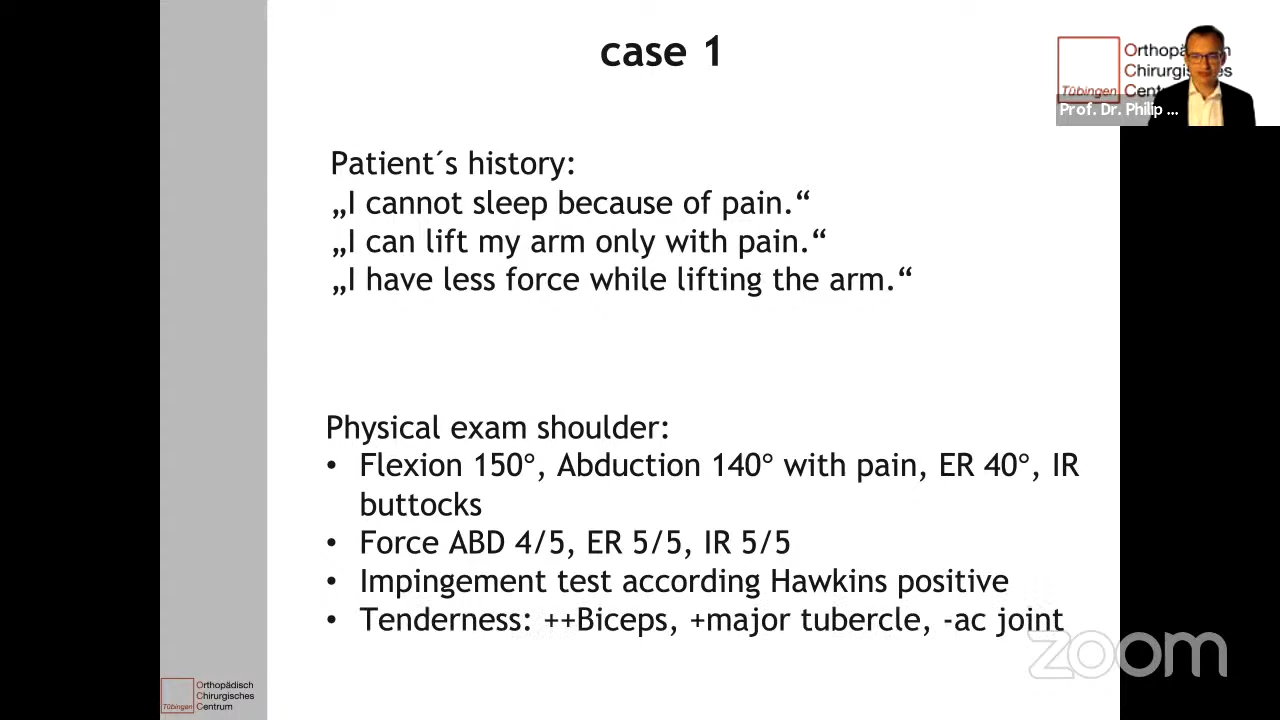 case 1
Orthopädisch
Chirurgisches
Tübingen
Prof. Dr. Philip ...
Patient´s history:
„I cannot sleep because of pain.“
„I can lift my arm only with pain.“
„I have less force while lifting the arm.“
Physical exam shoulder:
• Flexion 150°, Abduction 140° with pain, ER 40°, IR
buttocks
• Force ABD 4/5, ER 5/5, IR 5/5
• Impingement test according Hawkins positive
• Tenderness: ++Biceps, +major tubercle, -ac joint
zoom
Orthopädisch
Chirurgisches
Tübingen Centrum